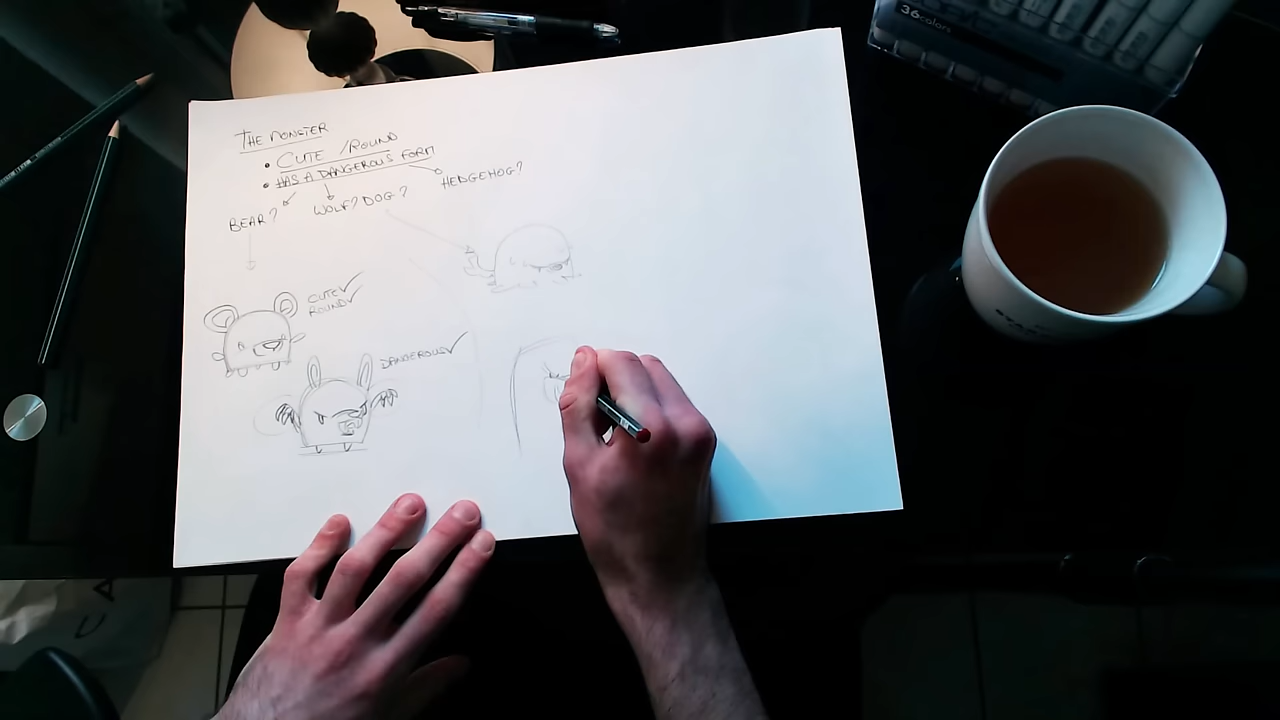 THE MONSTER
• CUTE / ROUND
• HAS A DANGEROUS FORM
BEAR? WOLF? DOG? HEDGEHOG?
CUTE ✓
ROUND ✓
DANGEROUS ✓
36colors